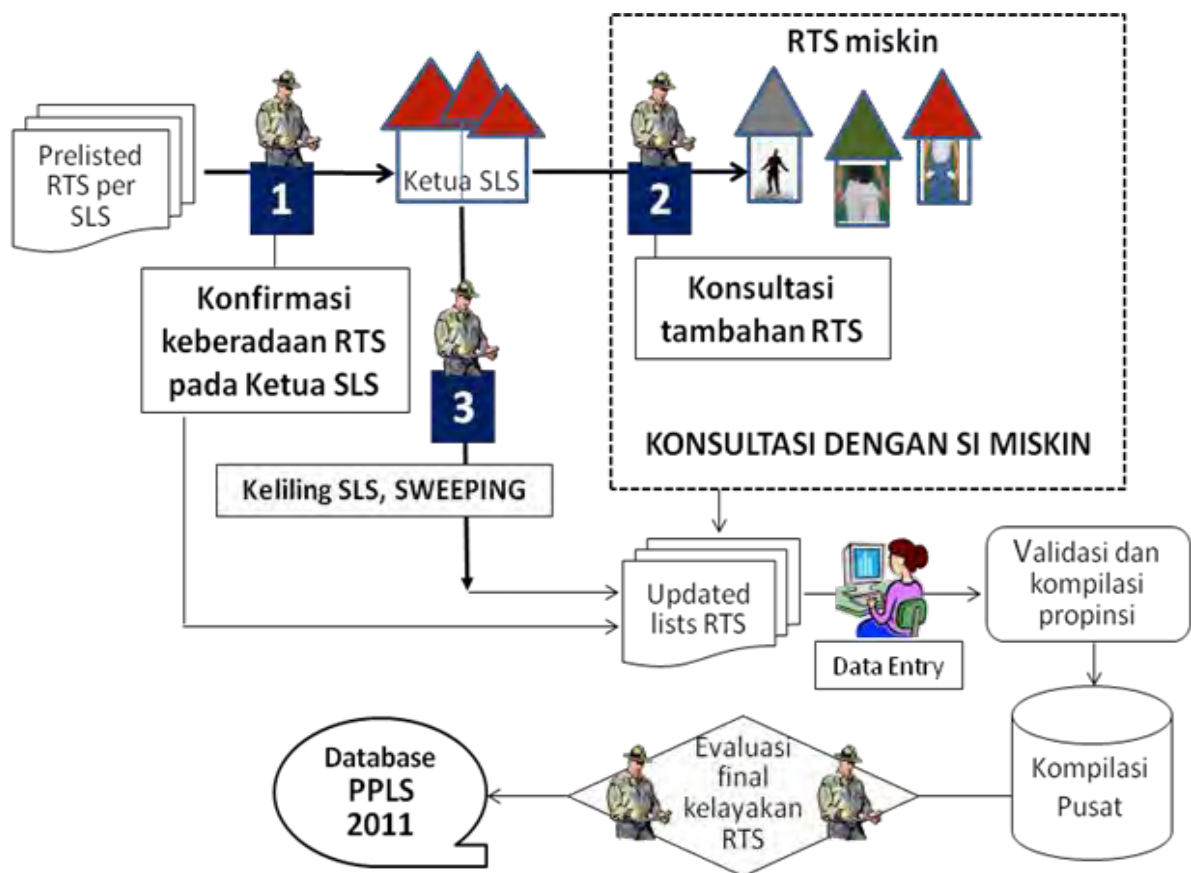 RTS miskin
Prelisted
RTS per
SLS
1
Ketua SLS
2
Konfirmasi
keberadaan RTS
pada Ketua SLS
Konsultasi
tambahan RTS
3
KONSULTASI DENGAN SI MISKIN
Keliling SLS, SWEEPING
Updated
lists RTS
Data Entry
Validasi dan
kompilasi
propinsi
Kompilasi
Pusat
Evaluasi
final
kelayakan
RTS
Database
PPLS
2011